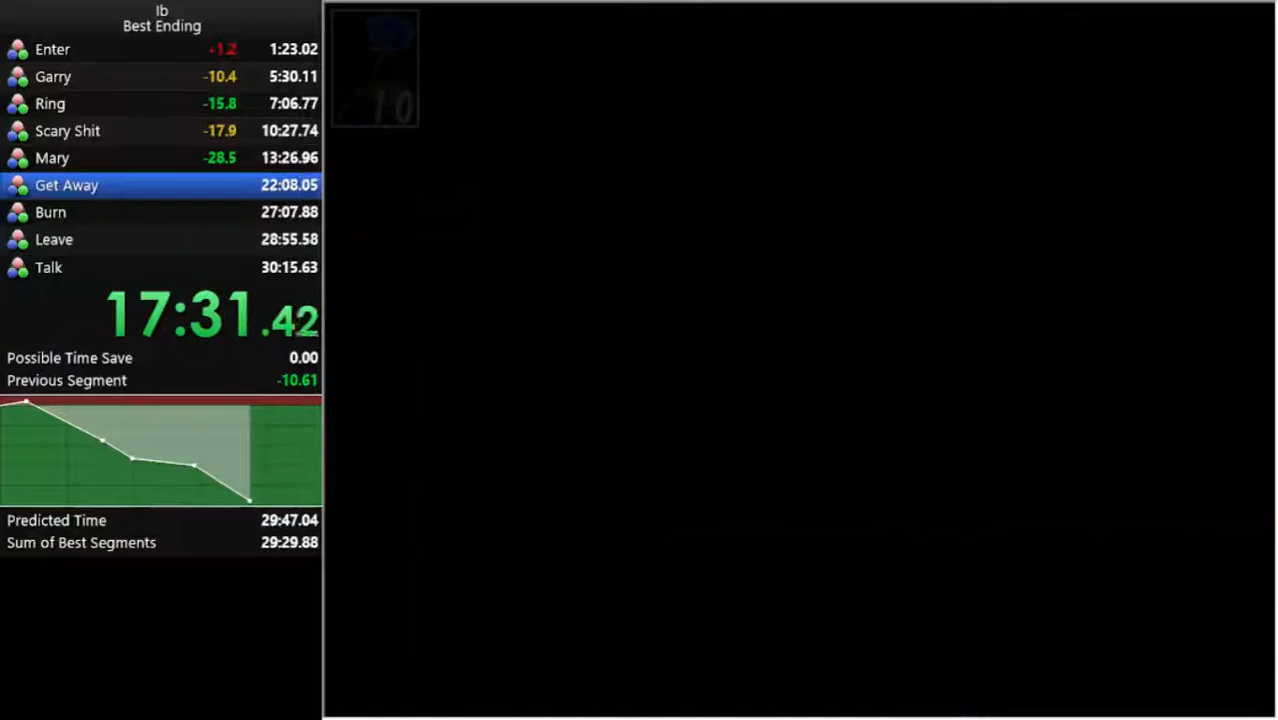 Ib
Best Ending
Enter -1.2 1:23.02
Garry -10.4 5:30.11
Ring -15.8 7:06.77
Scary Shit -17.9 10:27.74
Mary -28.5 13:26.96
Get Away 22:08.05
Burn 27:07.88
Leave 28:55.58
Talk 30:15.63
17:31.42
Possible Time Save 0.00
Previous Segment -10.61
Predicted Time 29:47.04
Sum of Best Segments 29:29.88
10